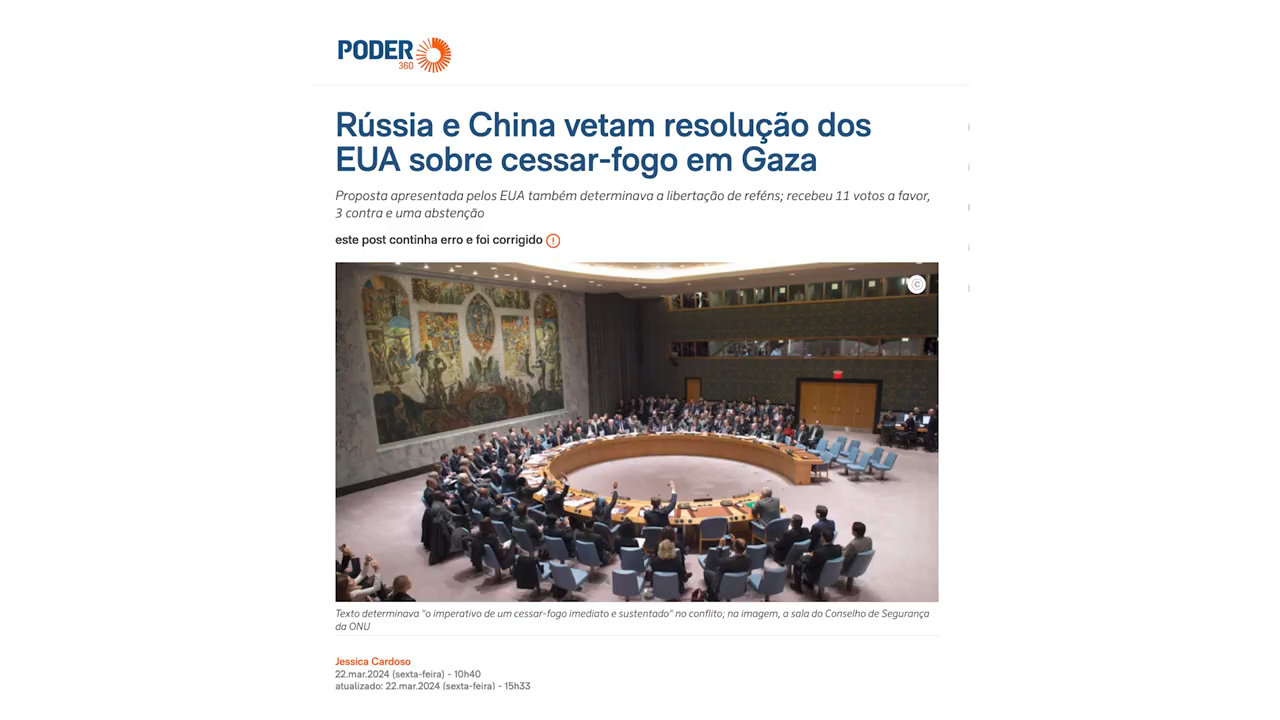 PODER
360
Rússia e China vetam resolução dos
EUA sobre cessar-fogo em Gaza
Proposta apresentada pelos EUA também determinava a libertação de reféns; recebeu 11 votos a favor,
3 contra e uma abstenção
este post continha erro e foi corrigido
Texto determinava "o imperativo de um cessar-fogo imediato e sustentado" no conflito; na imagem, a sala do Conselho de Segurança
da ONU
Jessica Cardoso
22.mar.2024 (sexta-feira) - 10h40
atualizado: 22.mar.2024 (sexta-feira) - 15h33